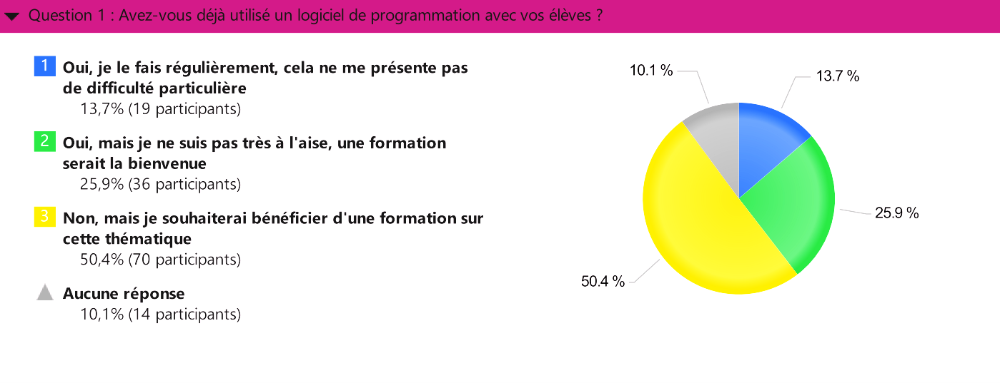 Question 1 : Avez-vous déjà utilisé un logiciel de programmation avec vos élèves ?
1 Oui, je le fais régulièrement, cela ne me présente pas
de difficulté particulière
13,7% (19 participants)
2 Oui, mais je ne suis pas très à l'aise, une formation
serait la bienvenue
25,9% (36 participants)
3 Non, mais je souhaiterai bénéficier d'une formation sur
cette thématique
50,4% (70 participants)
Aucune réponse
10,1% (14 participants)
10.1 %
13.7 %
25.9 %
50.4 %